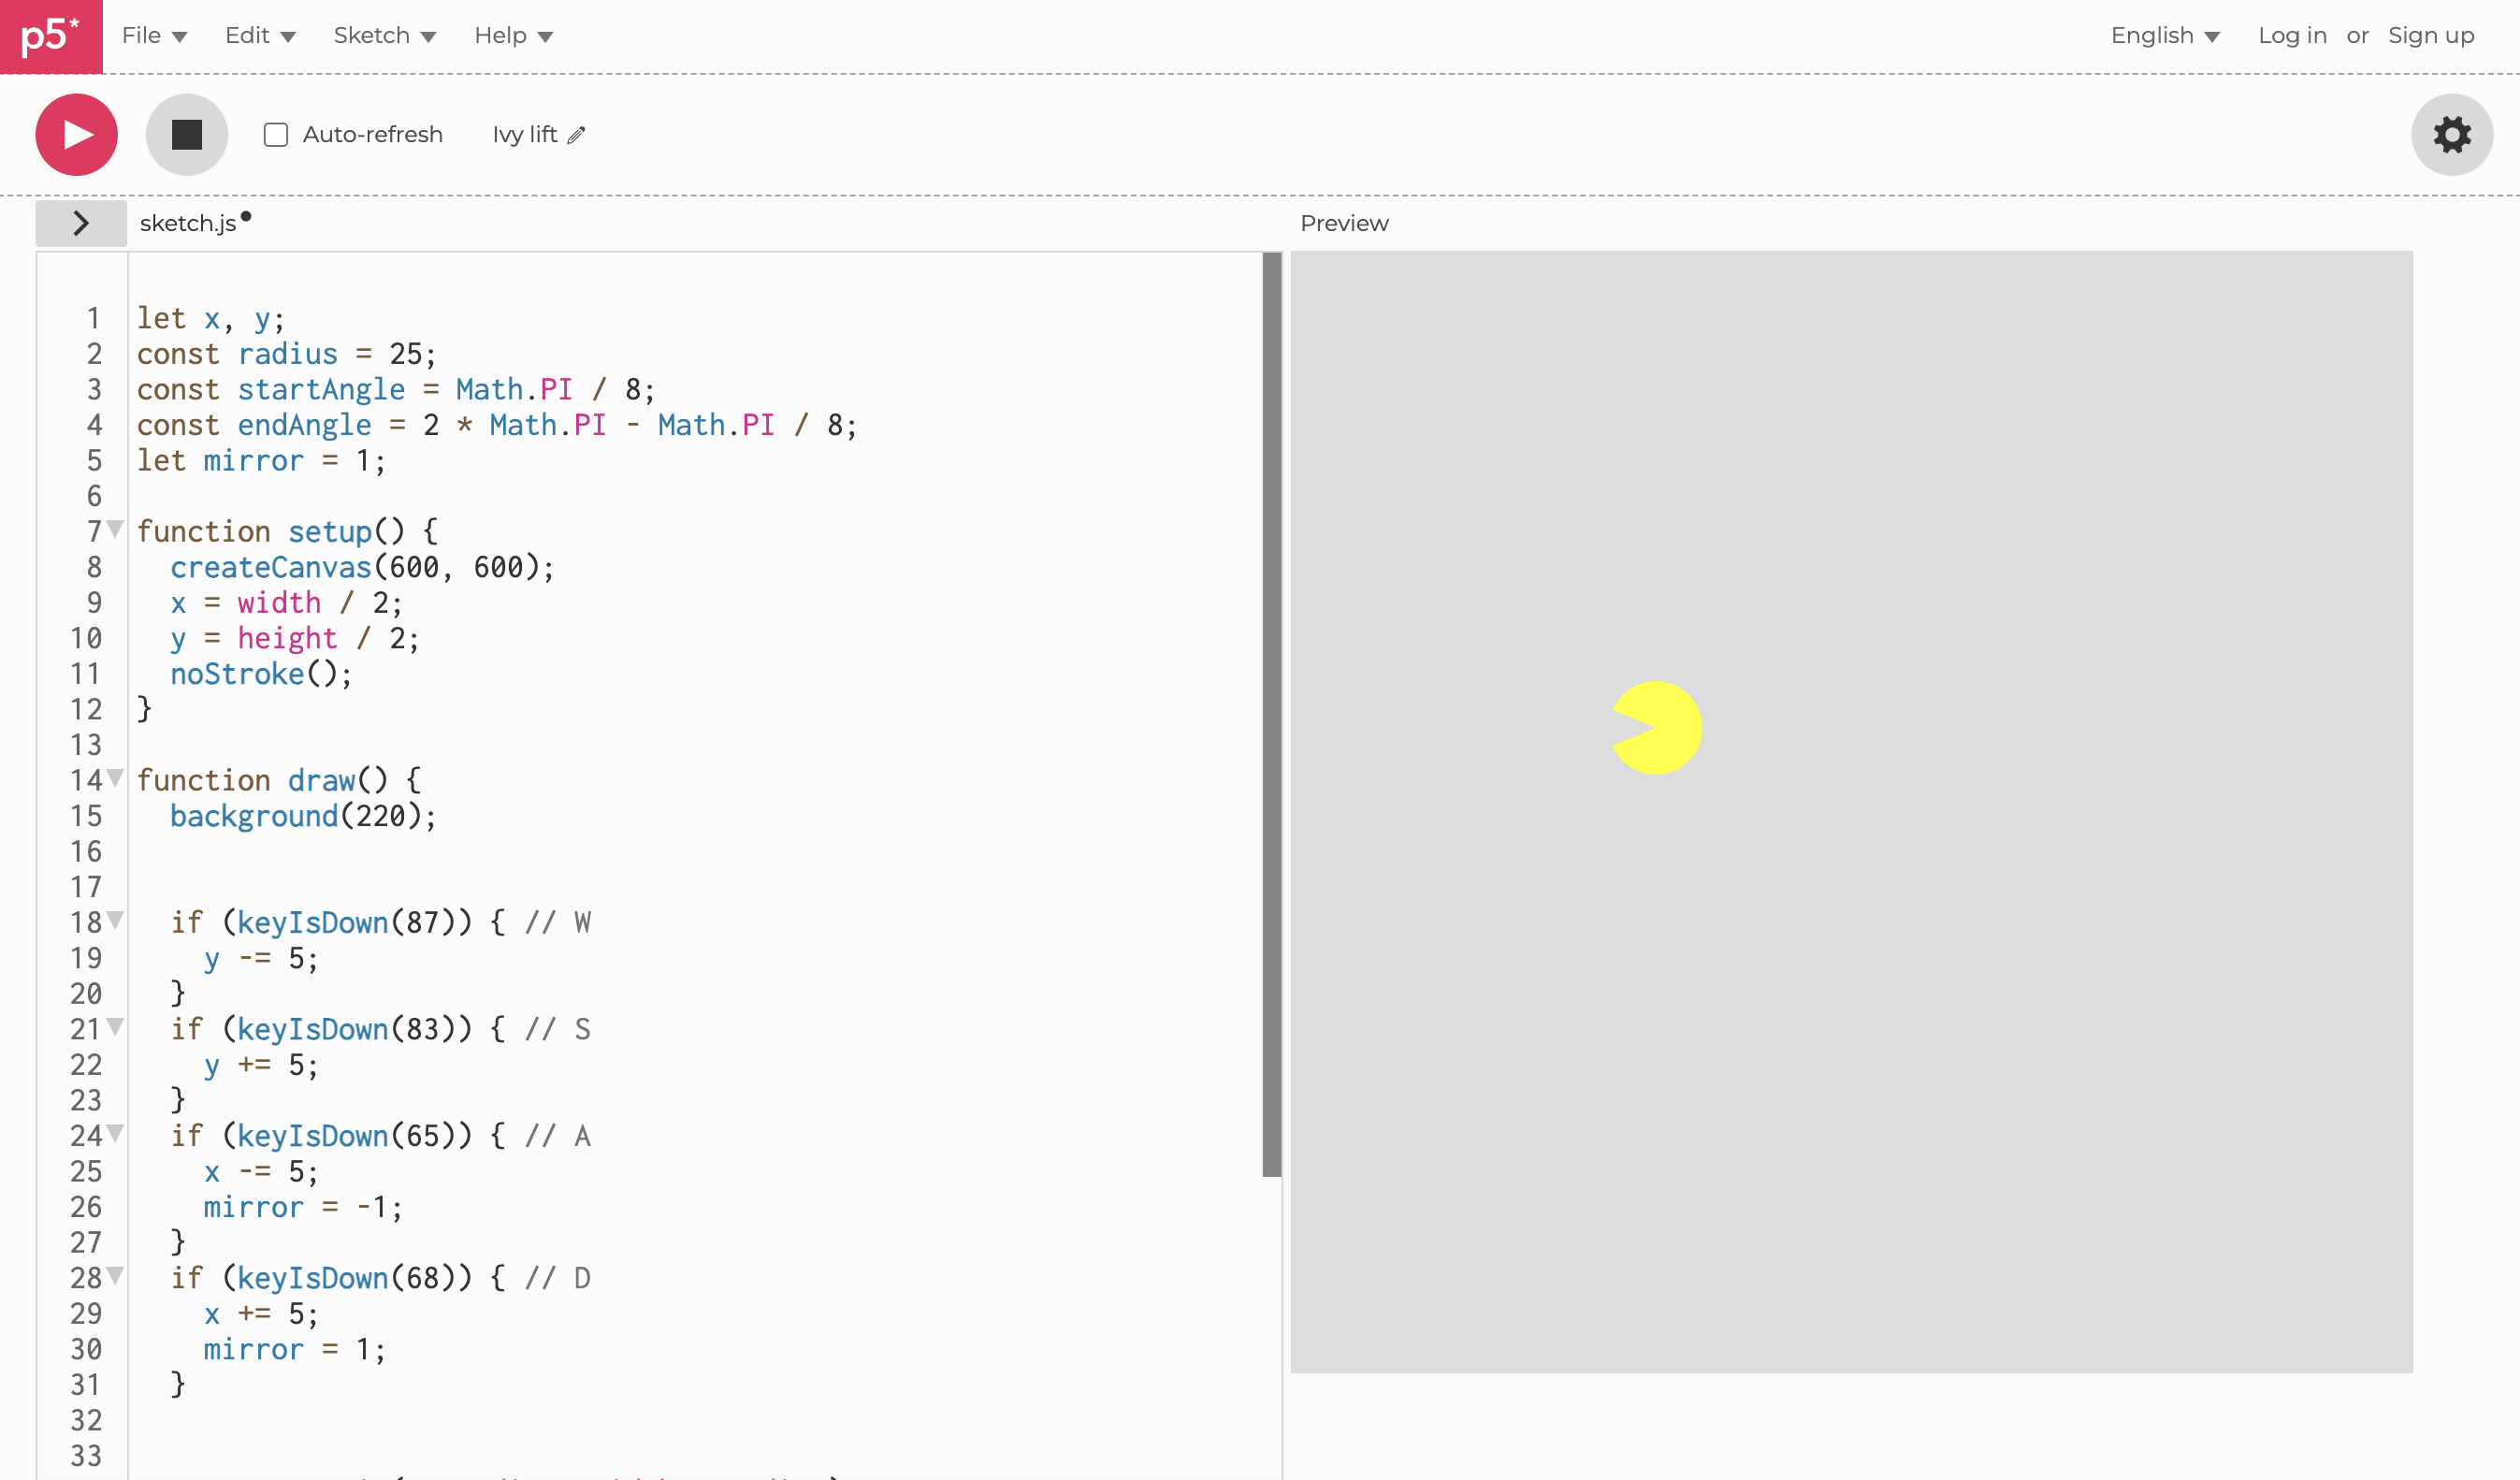 p5*
File Edit Sketch Help English Log in or Sign up
Auto-refresh Ivy lift
sketch.js Preview
1 let x, y;
2 const radius = 25;
3 const startAngle = Math.PI / 8;
4 const endAngle = 2 * Math.PI - Math.PI / 8;
5 let mirror = 1;
6
7 function setup() {
8 createCanvas(600, 600);
9 x = width / 2;
10 y = height / 2;
11 noStroke();
12 }
13
14 function draw() {
15 background(220);
16
17
18 if (keyIsDown(87)) { // W
19 y -= 5;
20 }
21 if (keyIsDown(83)) { // S
22 y += 5;
23 }
24 if (keyIsDown(65)) { // A
25 x -= 5;
26 mirror = -1;
27 }
28 if (keyIsDown(68)) { // D
29 x += 5;
30 mirror = 1;
31 }
32
33